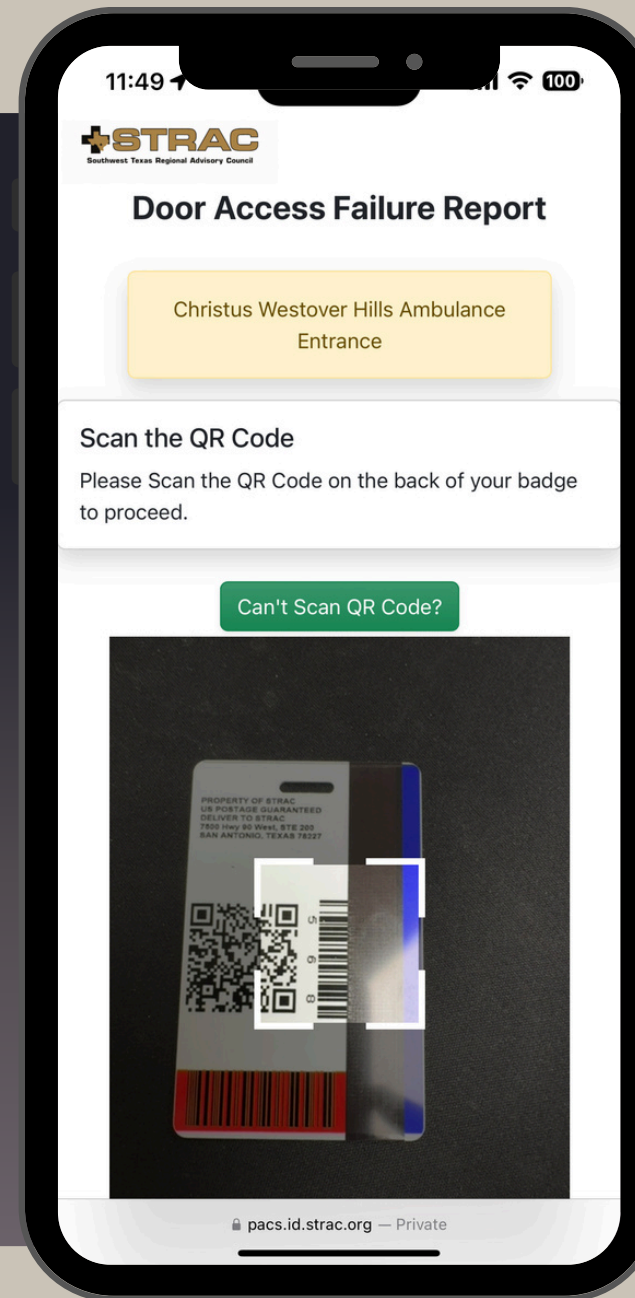 11:49
100
STRAC
Southwest Texas Regional Advisory Council
Door Access Failure Report
Christus Westover Hills Ambulance
Entrance
Scan the QR Code
Please Scan the QR Code on the back of your badge
to proceed.
Can't Scan QR Code?
PROPERTY OF STRAC
US POSTAGE GUARANTEED
DELIVER TO STRAC
7500 Hwy 90 West, STE 200
SAN ANTONIO, TEXAS 78227
5 6 8
pacs.id.strac.org — Private